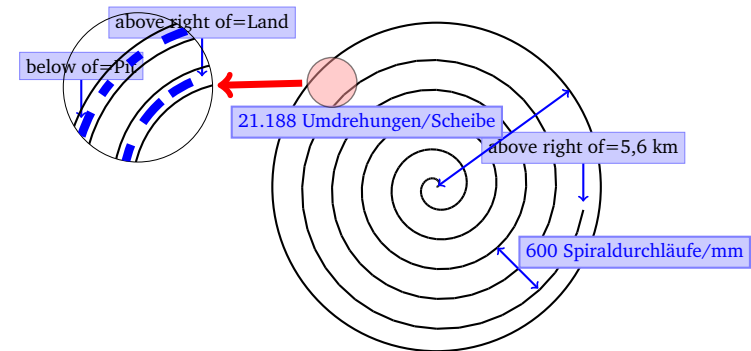 above right of=Land
below of=Pit
21.188 Umdrehungen/Scheibe
above right of=5,6 km
600 Spiraldurchläufe/mm